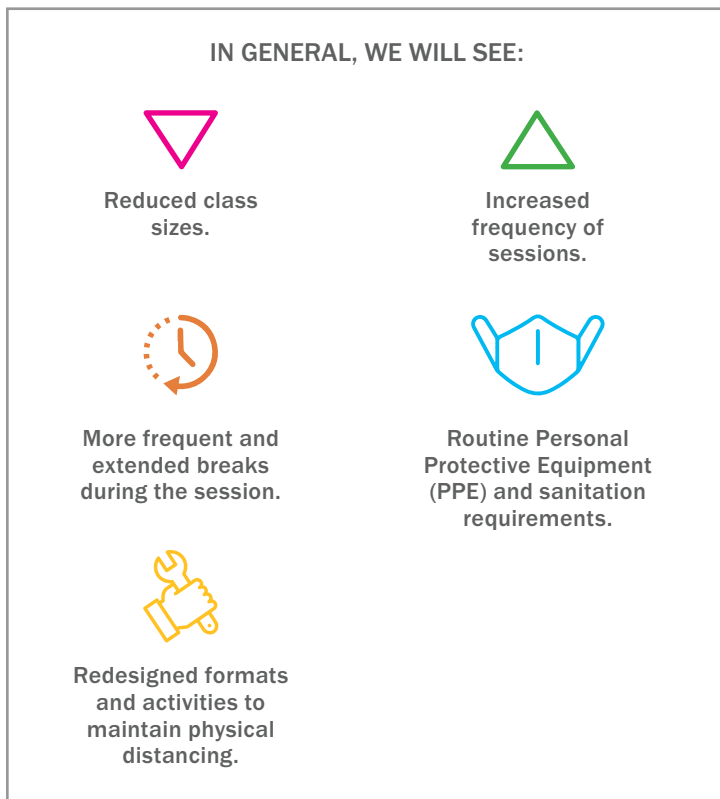 IN GENERAL, WE WILL SEE:
Reduced class
sizes.
Increased
frequency of
sessions.
More frequent and
extended breaks
during the session.
Routine Personal
Protective Equipment
(PPE) and sanitation
requirements.
Redesigned formats
and activities to
maintain physical
distancing.